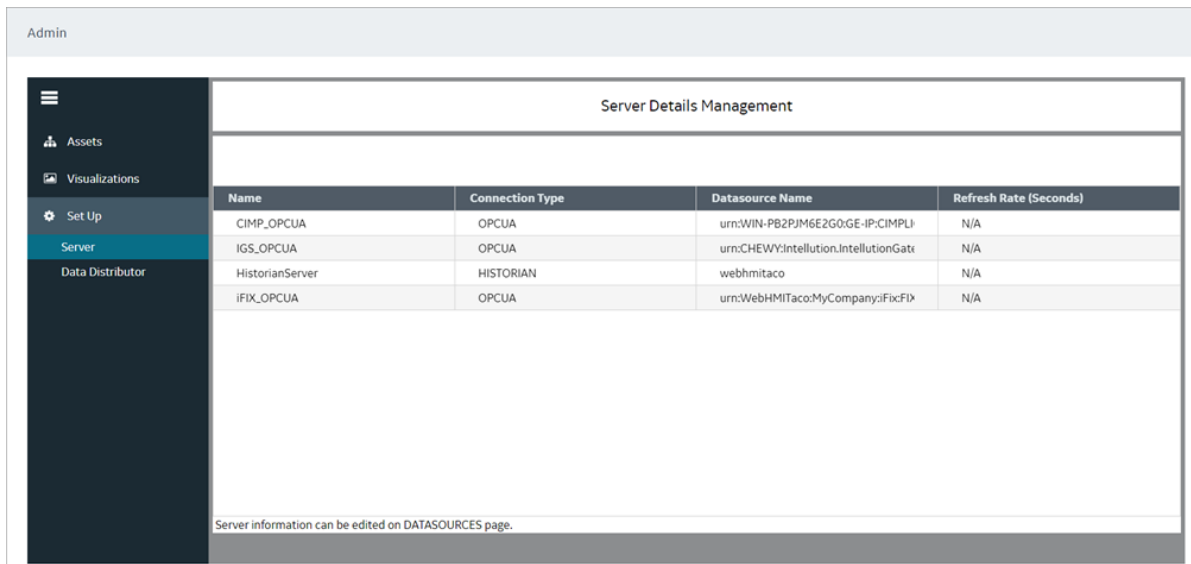 Admin
Server Details Management
Assets
Visualizations
Set Up
Server
Data Distributor
Name Connection Type Datasource Name Refresh Rate (Seconds)
CIMP_OPCUA OPCUA urn:WIN-PB2PJM6E2G0:GE-IP:CIMPLI N/A
IGS_OPCUA OPCUA urn:CHEWY:Intellution.IntellutionGate N/A
HistorianServer HISTORIAN webhmitaco N/A
iFIX_OPCUA OPCUA urn:WebHMITaco:MyCompany:iFix:FIX N/A
Server information can be edited on DATASOURCES page.